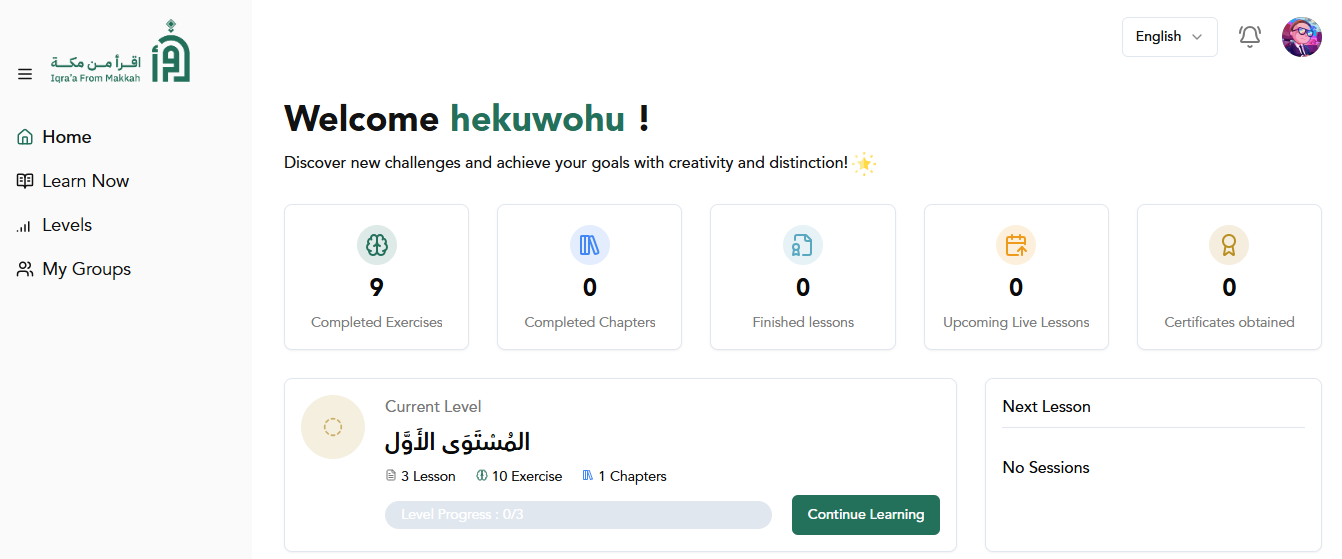 English
اقرأ من مكة
Iqra'a From Makkah
Home
Learn Now
Levels
My Groups
Welcome hekuwohu !
Discover new challenges and achieve your goals with creativity and distinction!
9
Completed Exercises
0
Completed Chapters
0
Finished lessons
0
Upcoming Live Lessons
0
Certificates obtained
Current Level
المُسْتَوَى الأَوَّل
3 Lesson 10 Exercise 1 Chapters
Level Progress : 0/3
Continue Learning
Next Lesson
No Sessions